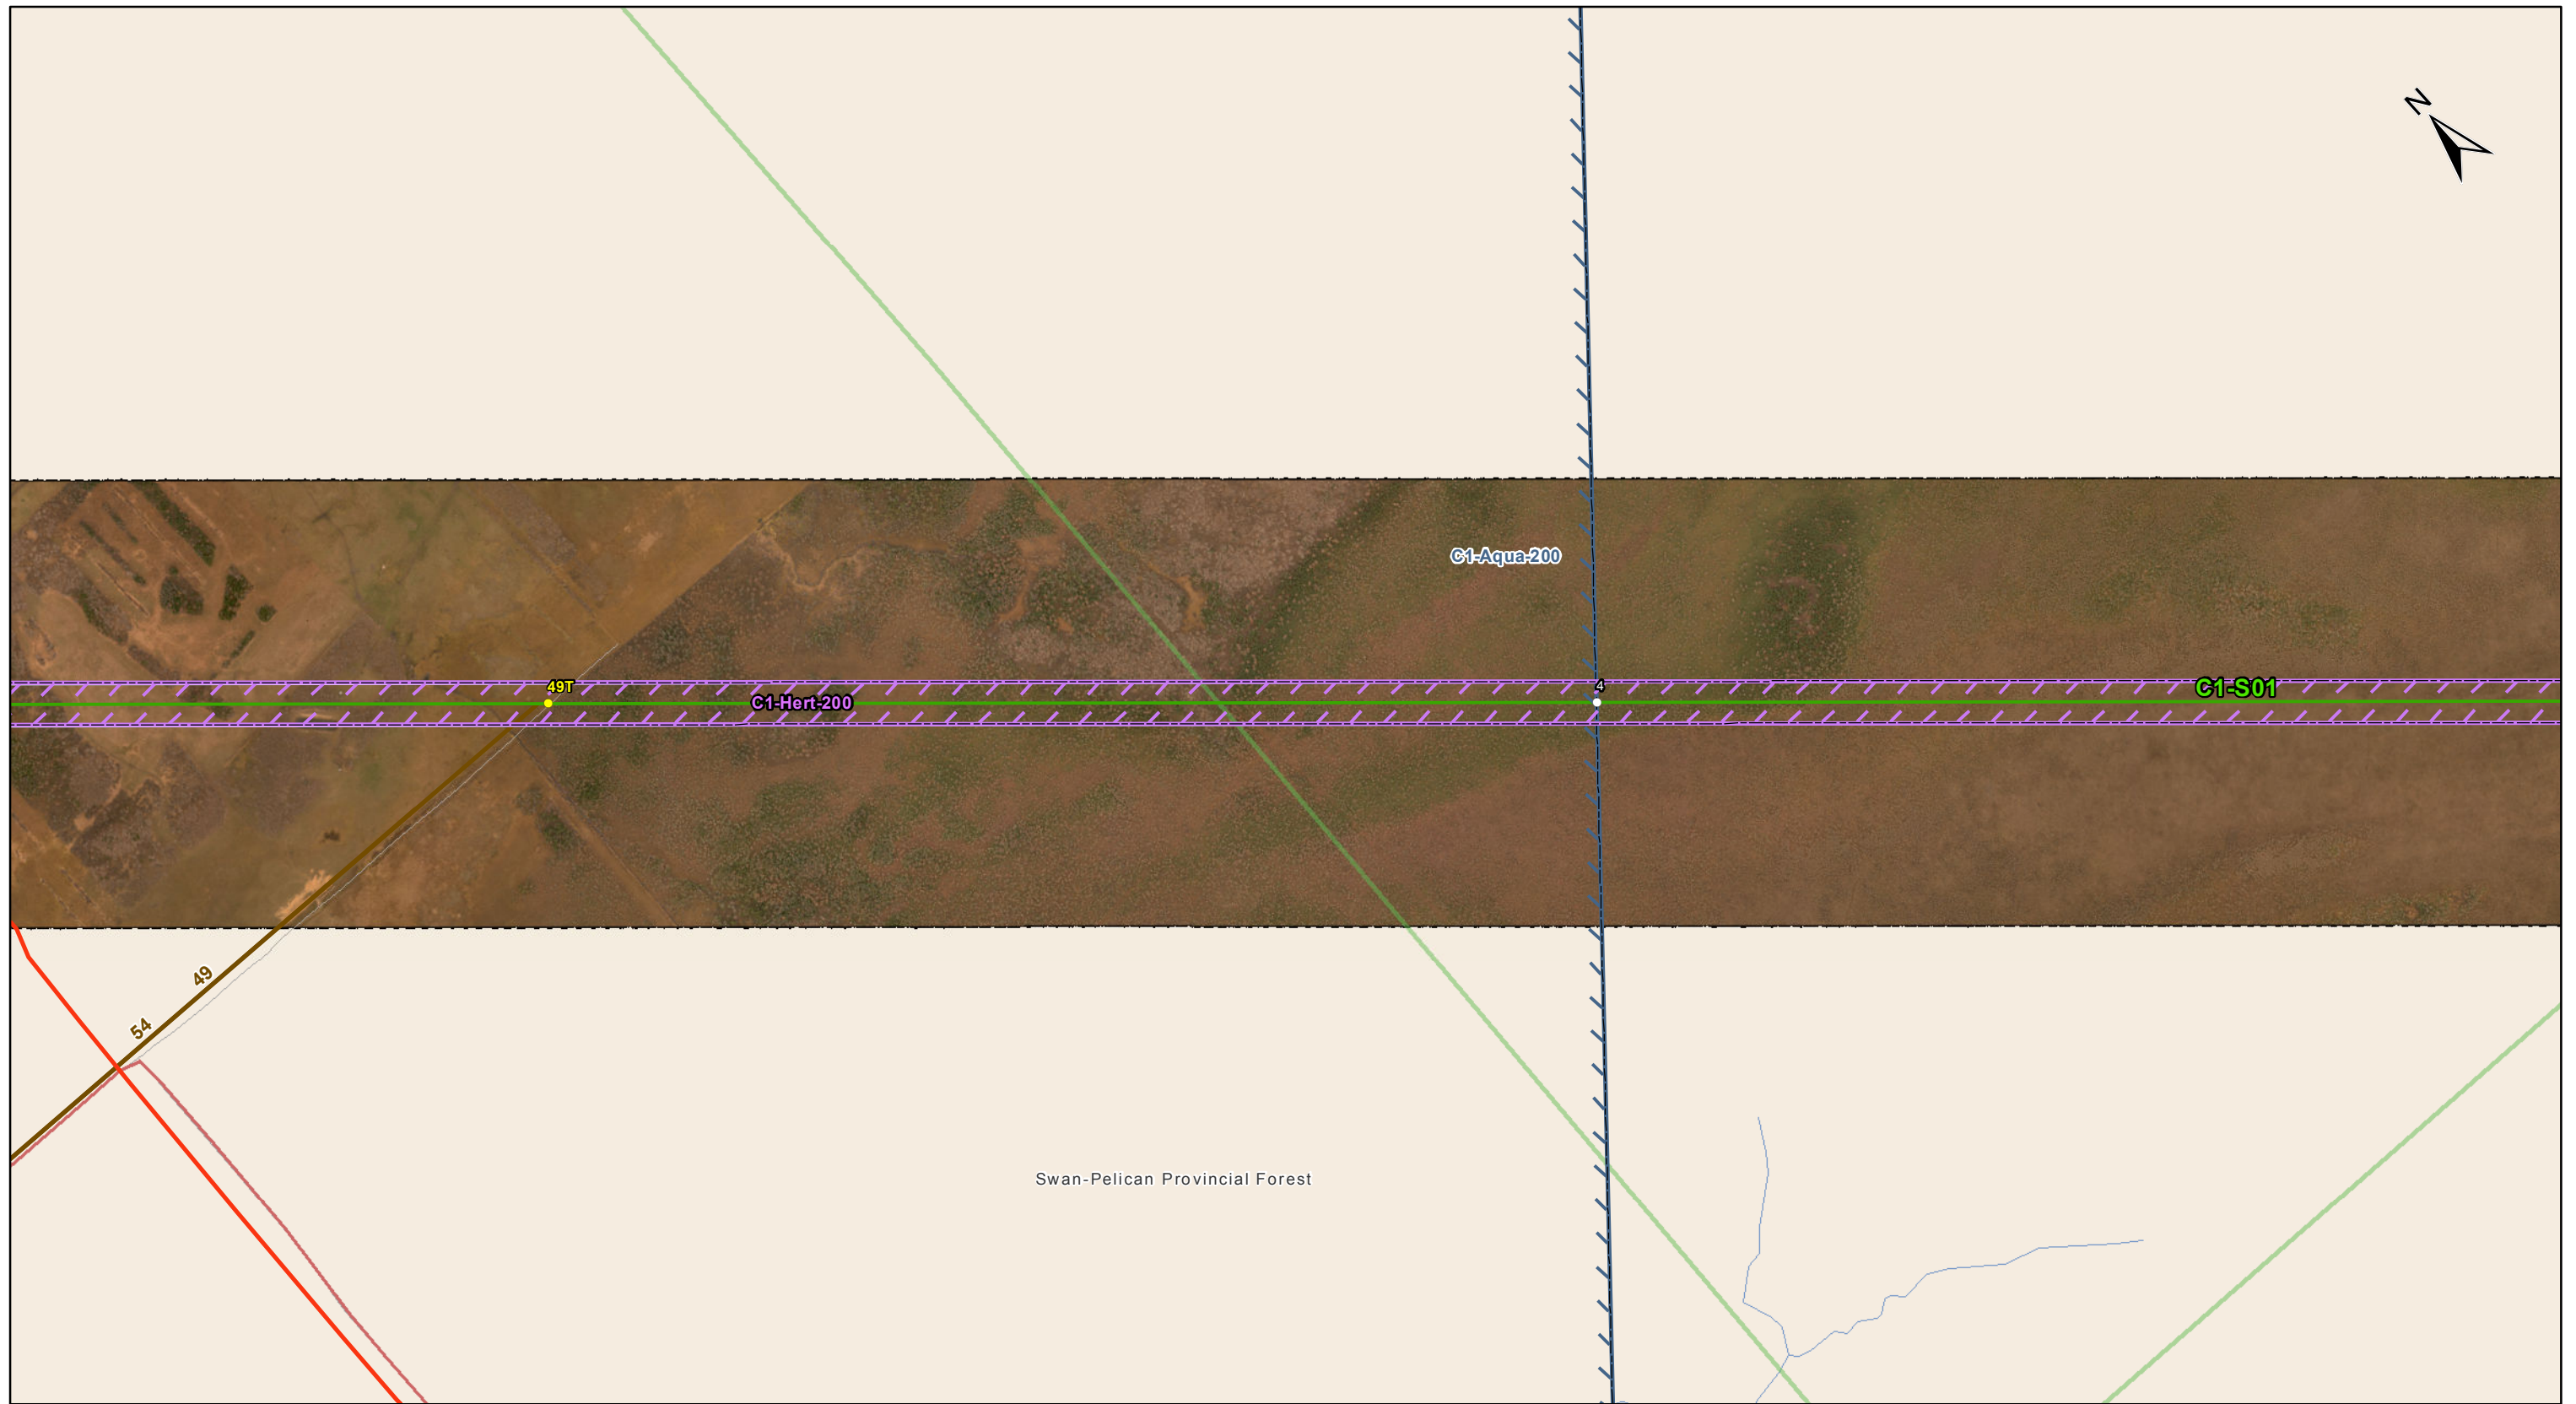 N
C1-Aqua-200
49T
C1-Hert-200
4
C1-S01
49
54
Swan-Pelican Provincial Forest